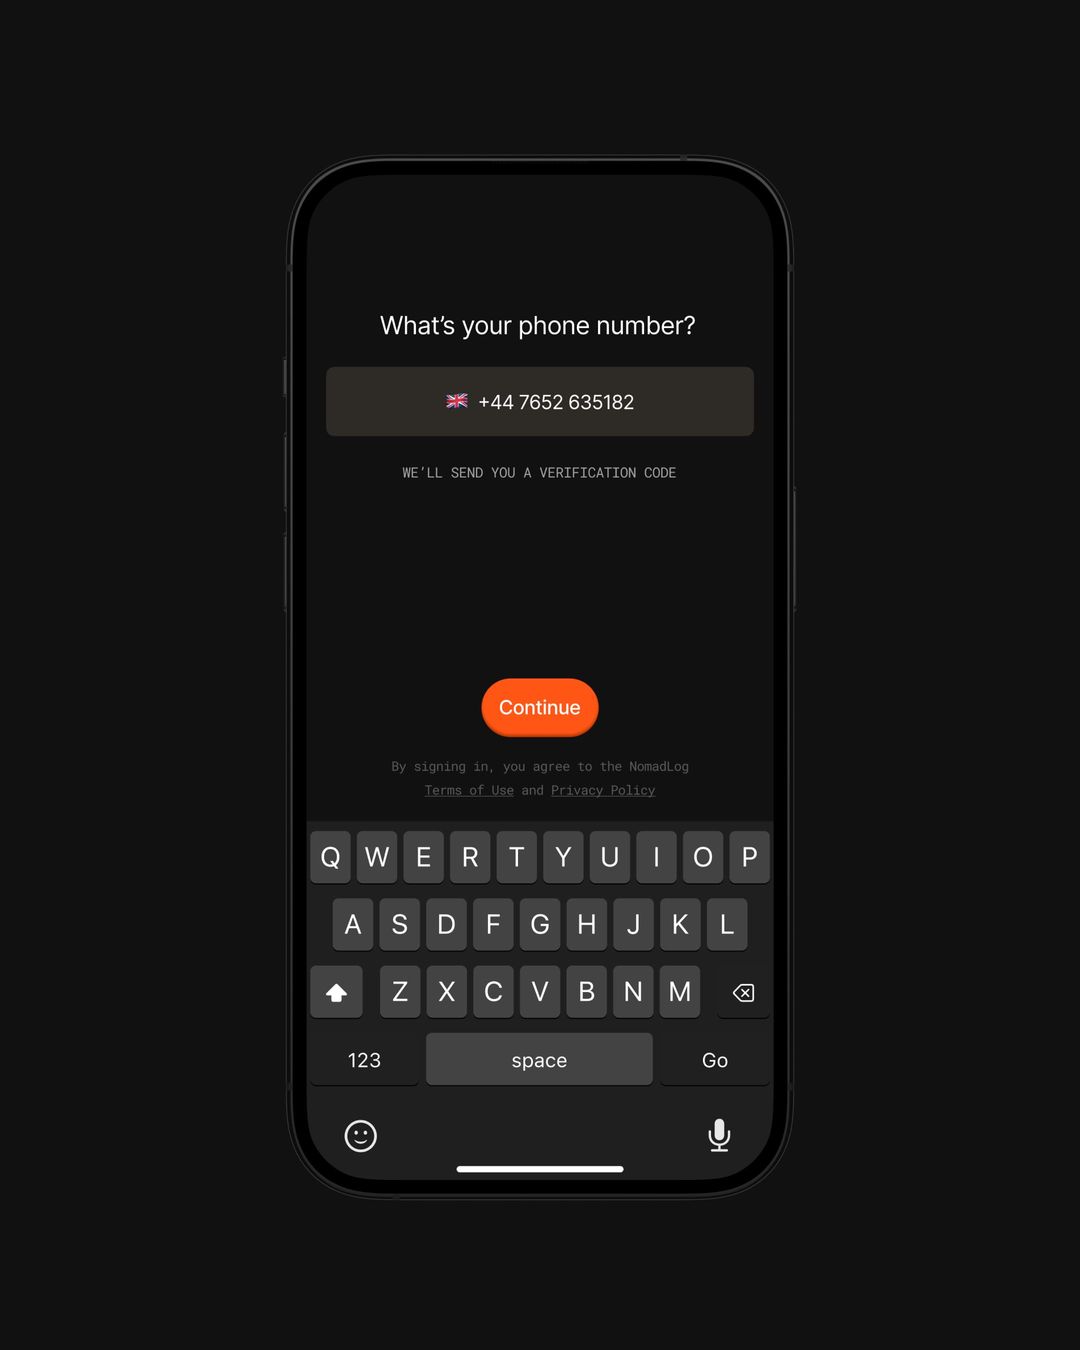 What’s your phone number?
🇬🇧 +44 7652 635182
WE’LL SEND YOU A VERIFICATION CODE
Continue
By signing in, you agree to the NomadLog
Terms of Use and Privacy Policy
Q W E R T Y U I O P
A S D F G H J K L
Z X C V B N M
123 space Go